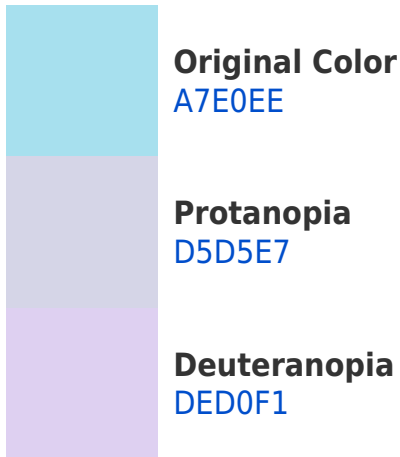 Original Color
A7E0EE
Protanopia
D5D5E7
Deuteranopia
DED0F1